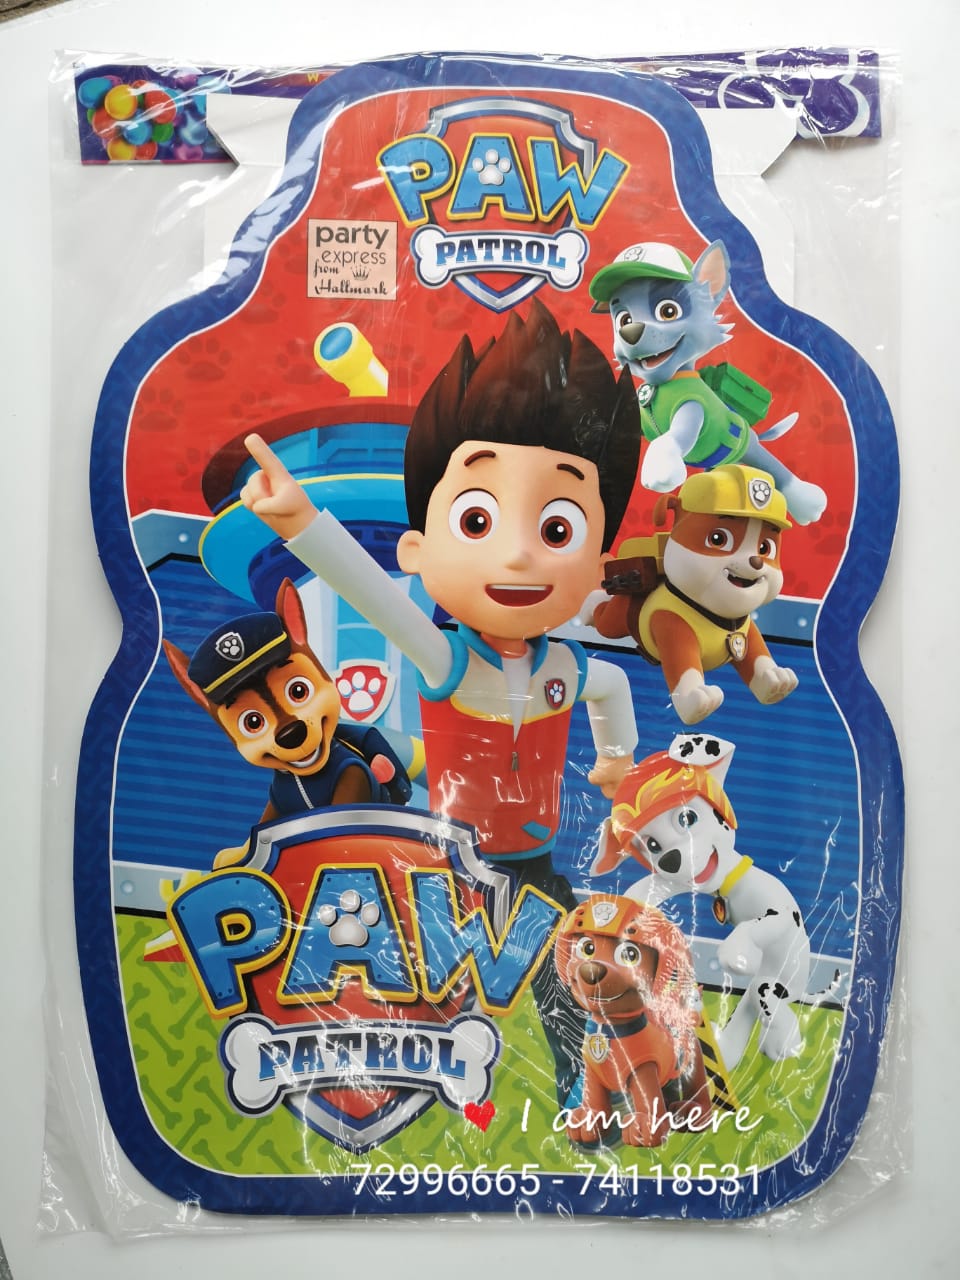 PAW
PATROL
party
express
from
Hallmark
PAW
PATROL
I am here
72996665 - 74118531